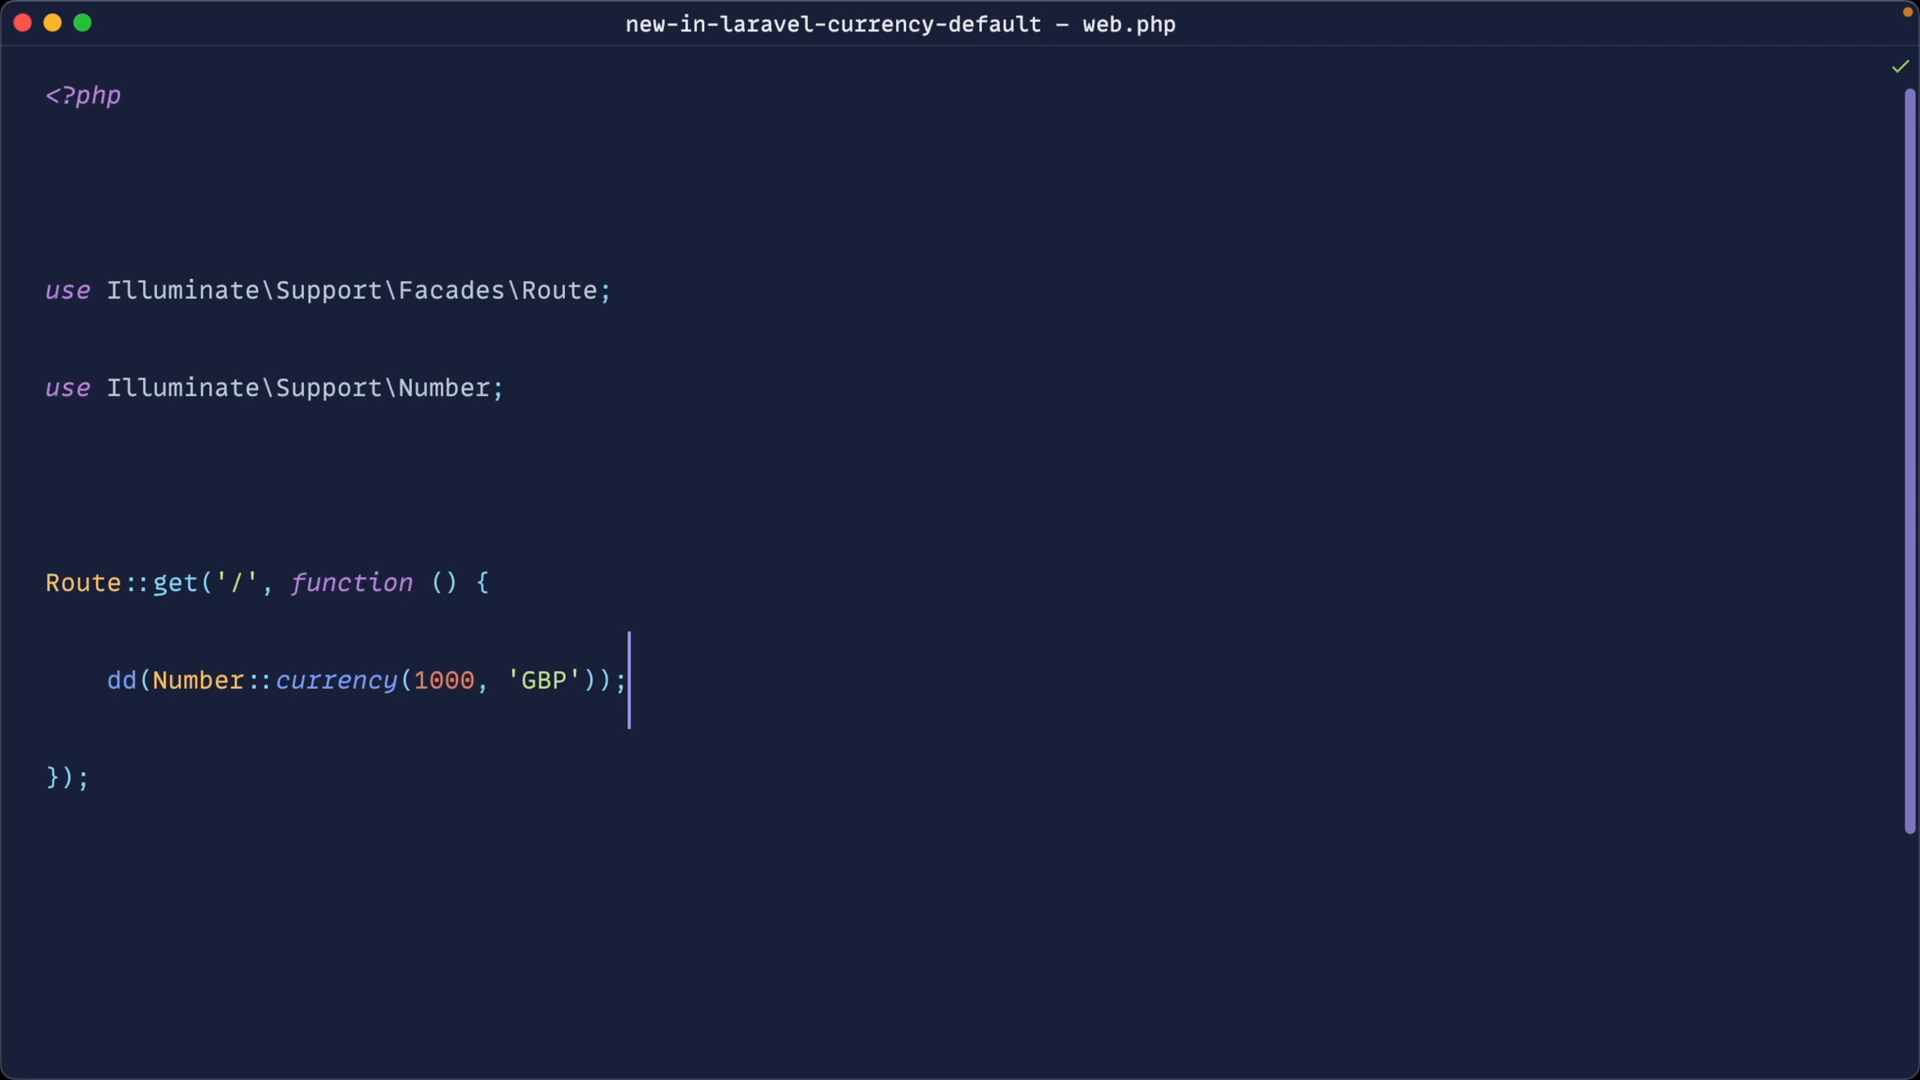 new-in-laravel-currency-default – web.php
<?php
use Illuminate\Support\Facades\Route;
use Illuminate\Support\Number;
Route::get('/', function () {
    dd(Number::currency(1000, 'GBP'));
});